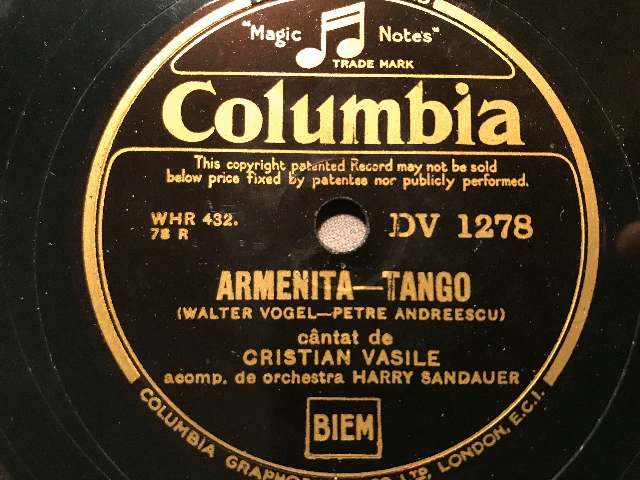 "Magic Notes"
TRADE MARK
Columbia
This copyright patented Record may not be sold
below price fixed by patentee nor publicly performed.
WHR 432.
78 R
DV 1278
ARMENITA—TANGO
(WALTER VOGEL—PETRE ANDREESCU)
cântat de
CRISTIAN VASILE
acomp. de orchestra HARRY SANDAUER
BIEM
COLUMBIA LTD, LONDON, E.C.I.